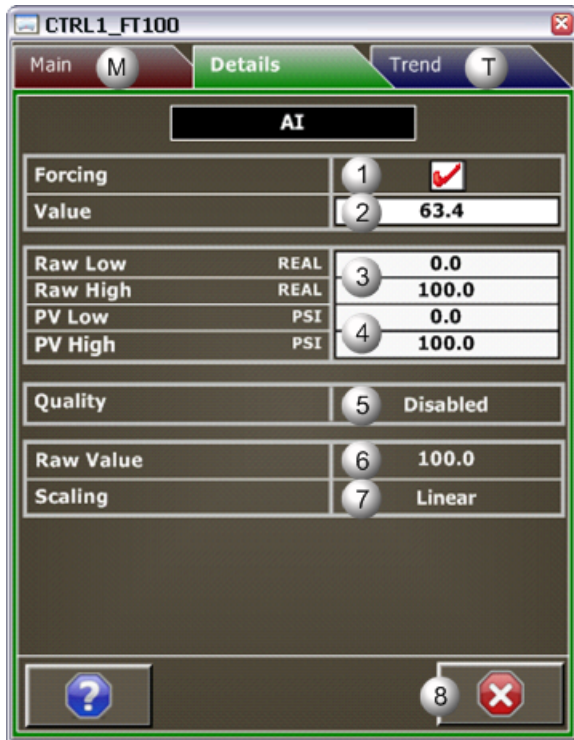 CTRL1_FT100
Main M Details Trend T
AI
Forcing 1
Value 2 63.4
Raw Low REAL 0.0
3
Raw High REAL 100.0
PV Low PSI 0.0
4
PV High PSI 100.0
Quality 5 Disabled
Raw Value 6 100.0
Scaling 7 Linear
? 8